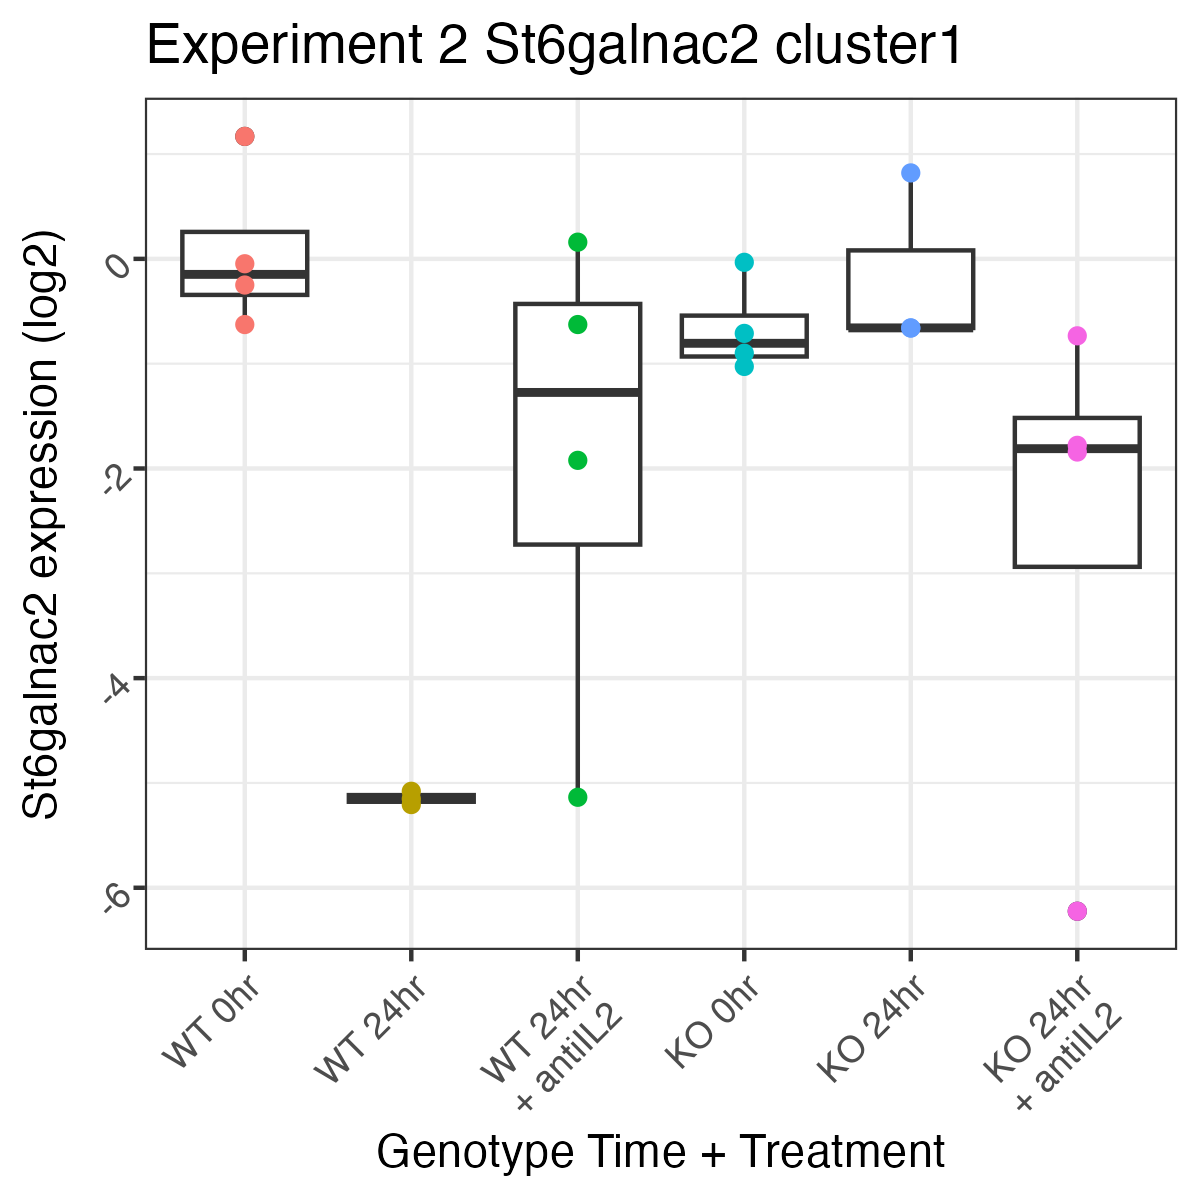 Experiment 2 St6galnac2 cluster1
St6galnac2 expression (log2)
0
-2
-4
-6
WT 0hr
WT 24hr
WT 24hr
+ antiIL2
KO 0hr
KO 24hr
KO 24hr
+ antiIL2
Genotype Time + Treatment